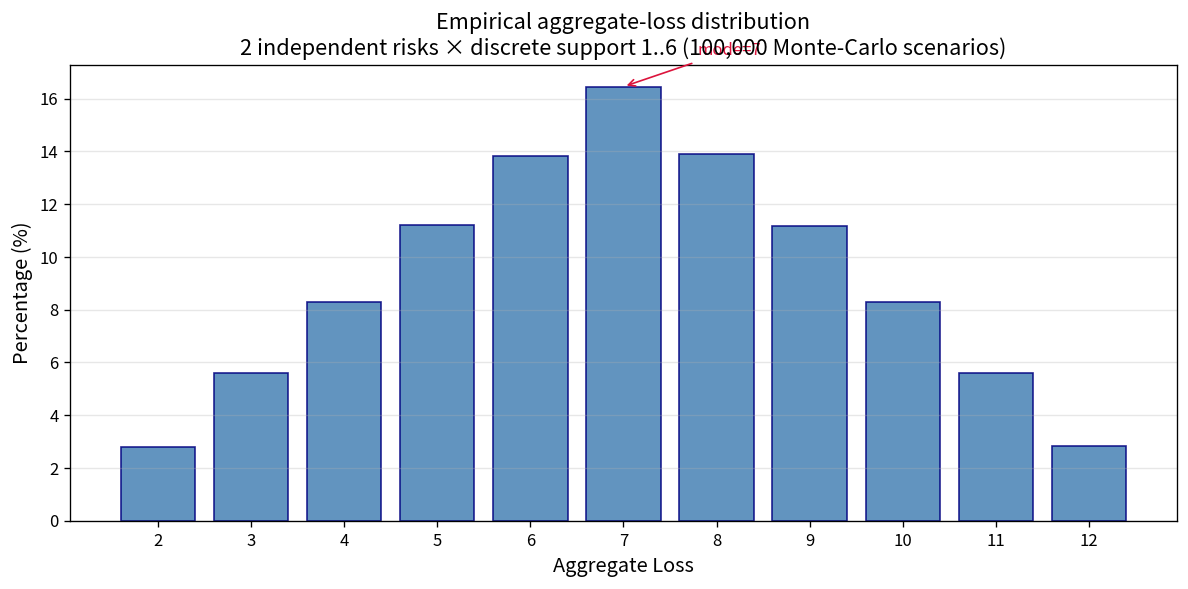 Empirical aggregate-loss distribution
2 independent risks × discrete support 1..6 (100,000 Monte-Carlo scenarios)
mode=7
16
14
12
10
8
6
4
2
0
Percentage (%)
2 3 4 5 6 7 8 9 10 11 12
Aggregate Loss